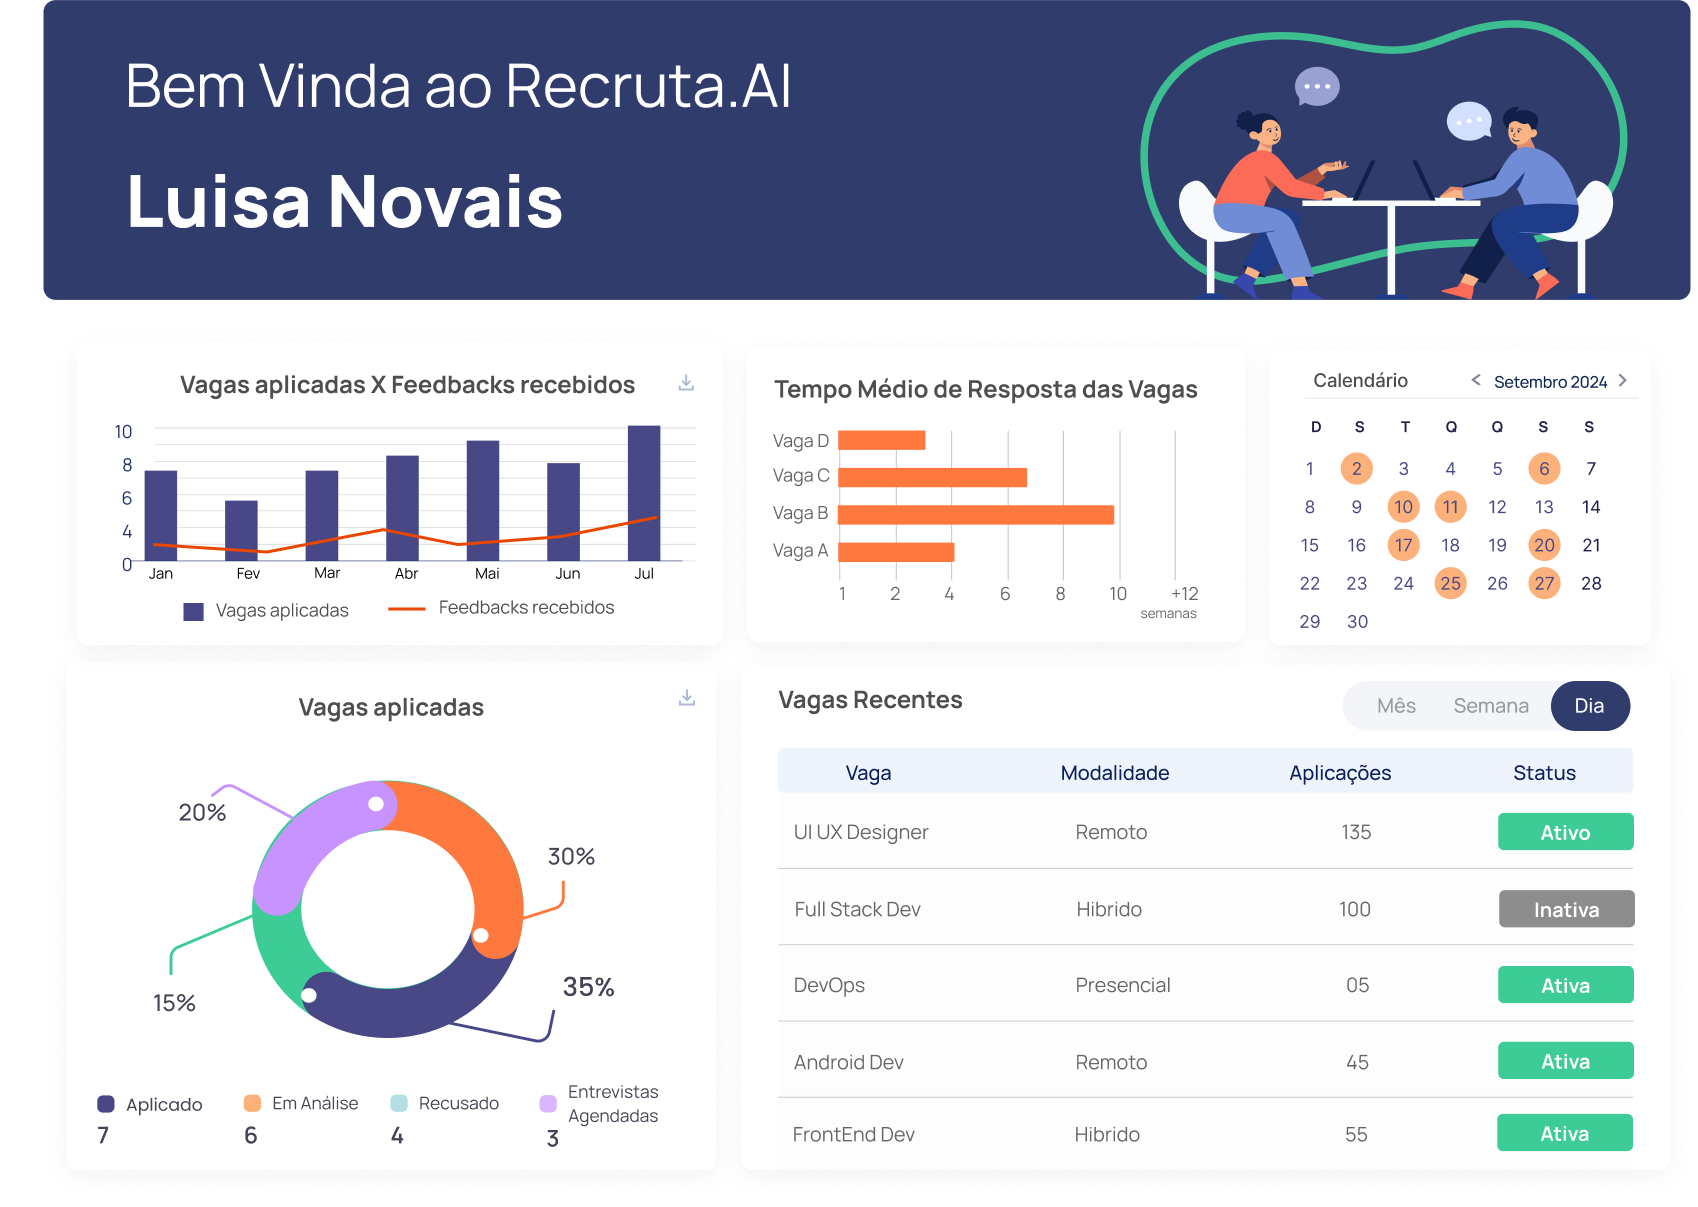 Bem Vinda ao Recruta.AI
Luisa Novais
Vagas aplicadas X Feedbacks recebidos
10
8
6
4
0
Jan Fev Mar Abr Mai Jun Jul
Vagas aplicadas Feedbacks recebidos
Tempo Médio de Resposta das Vagas
Vaga D
Vaga C
Vaga B
Vaga A
1 2 4 6 8 10 +12
semanas
Calendário < Setembro 2024 >
D S T Q Q S S
1 2 3 4 5 6 7
8 9 10 11 12 13 14
15 16 17 18 19 20 21
22 23 24 25 26 27 28
29 30
Vagas aplicadas
20%
30%
35%
15%
Aplicado
7
Em Análise
6
Recusado
4
Entrevistas
Agendadas
3
Vagas Recentes
Mês Semana Dia
Vaga Modalidade Aplicações Status
UI UX Designer Remoto 135 Ativo
Full Stack Dev Hibrido 100 Inativa
DevOps Presencial 05 Ativa
Android Dev Remoto 45 Ativa
FrontEnd Dev Hibrido 55 Ativa